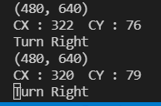 (480, 640)
CX : 322  CY : 76
Turn Right
(480, 640)
CX : 320  CY : 79
Turn Right